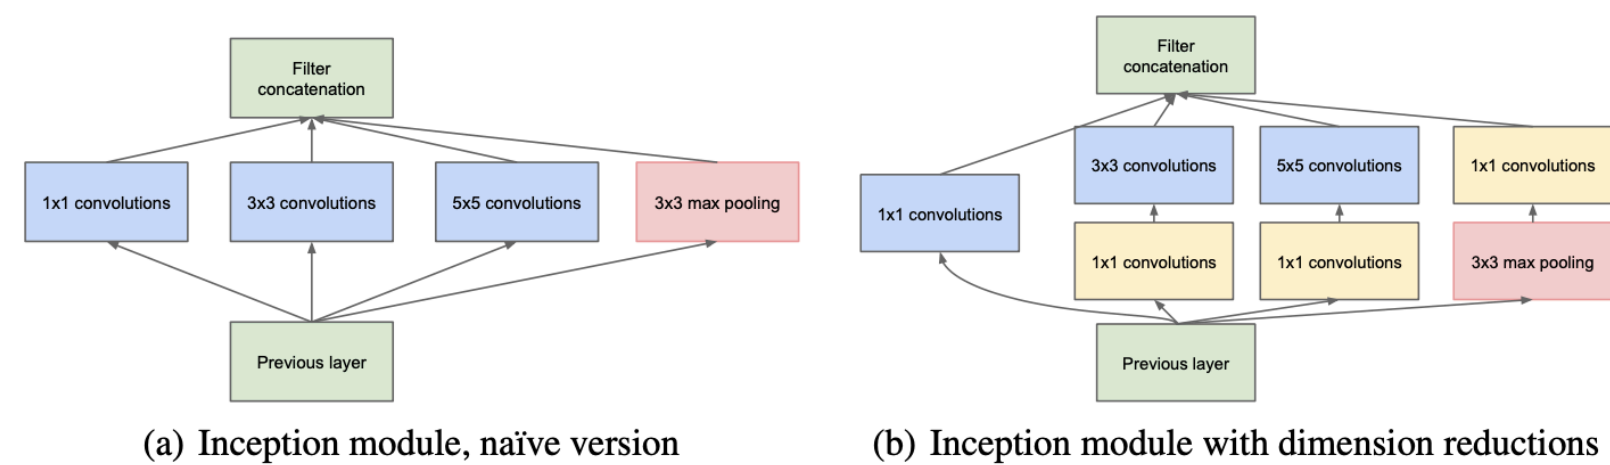 Filter
concatenation
1x1 convolutions
3x3 convolutions
5x5 convolutions
3x3 max pooling
Previous layer
(a) Inception module, naïve version
Filter
concatenation
3x3 convolutions
5x5 convolutions
1x1 convolutions
1x1 convolutions
1x1 convolutions
1x1 convolutions
3x3 max pooling
Previous layer
(b) Inception module with dimension reductions